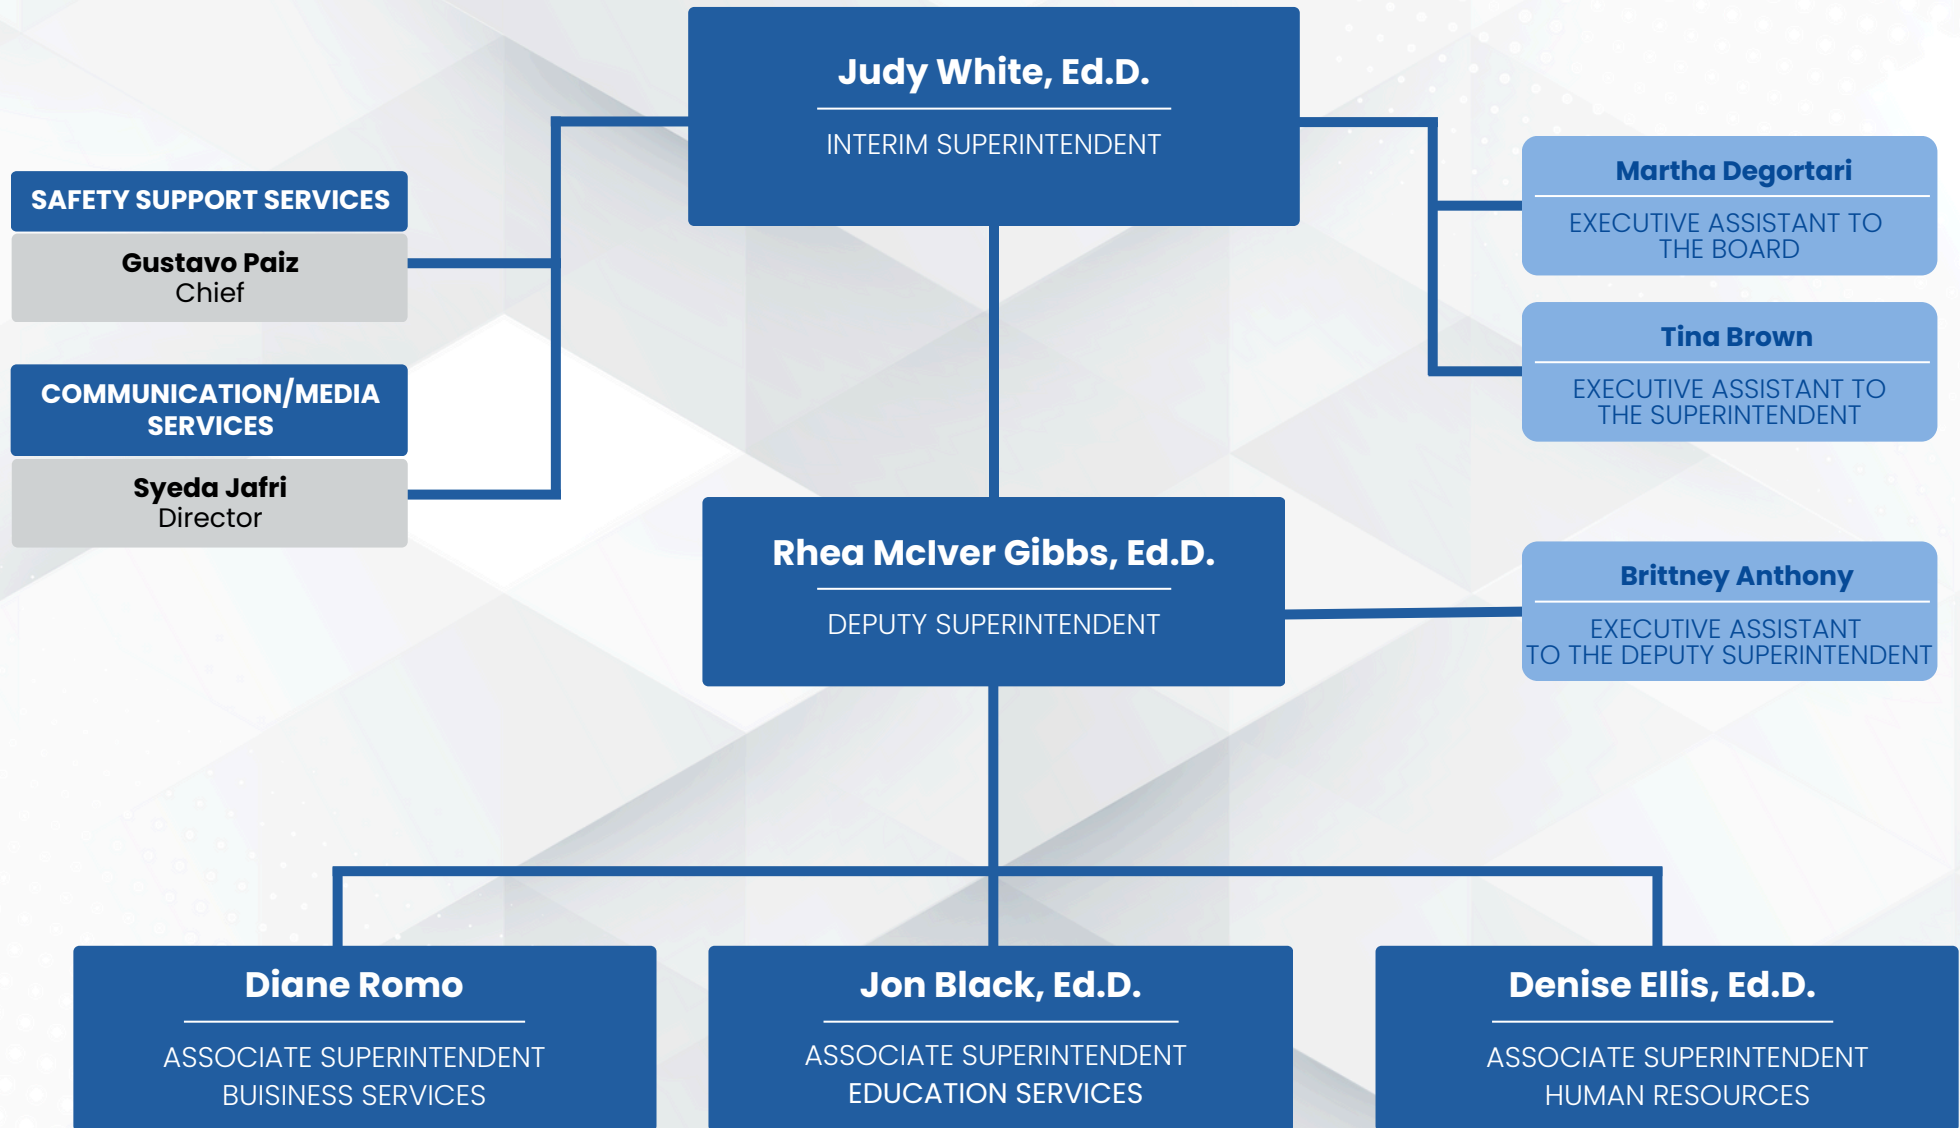 Judy White, Ed.D.
INTERIM SUPERINTENDENT
SAFETY SUPPORT SERVICES
Gustavo Paiz
Chief
COMMUNICATION/MEDIA
SERVICES
Syeda Jafri
Director
Martha Degortari
EXECUTIVE ASSISTANT TO
THE BOARD
Tina Brown
EXECUTIVE ASSISTANT TO
THE SUPERINTENDENT
Rhea McIver Gibbs, Ed.D.
DEPUTY SUPERINTENDENT
Brittney Anthony
EXECUTIVE ASSISTANT
TO THE DEPUTY SUPERINTENDENT
Diane Romo
ASSOCIATE SUPERINTENDENT
BUISINESS SERVICES
Jon Black, Ed.D.
ASSOCIATE SUPERINTENDENT
EDUCATION SERVICES
Denise Ellis, Ed.D.
ASSOCIATE SUPERINTENDENT
HUMAN RESOURCES